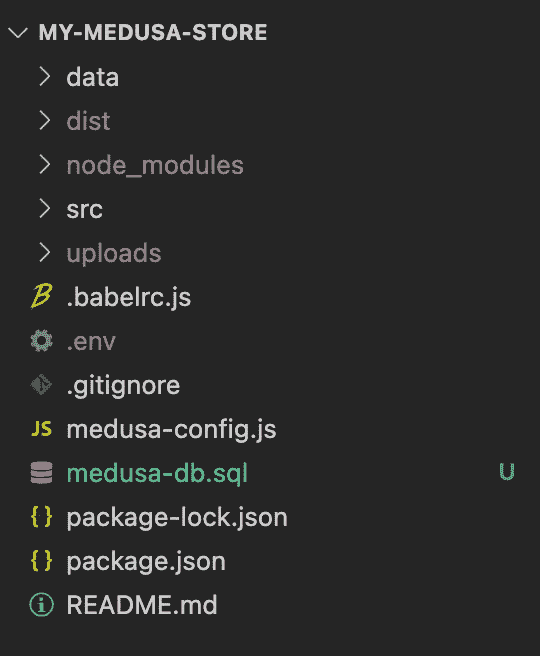 MY-MEDUSA-STORE
data
dist
node_modules
src
uploads
.babelrc.js
.env
.gitignore
JS medusa-config.js
medusa-db.sql U
{} package-lock.json
{} package.json
README.md